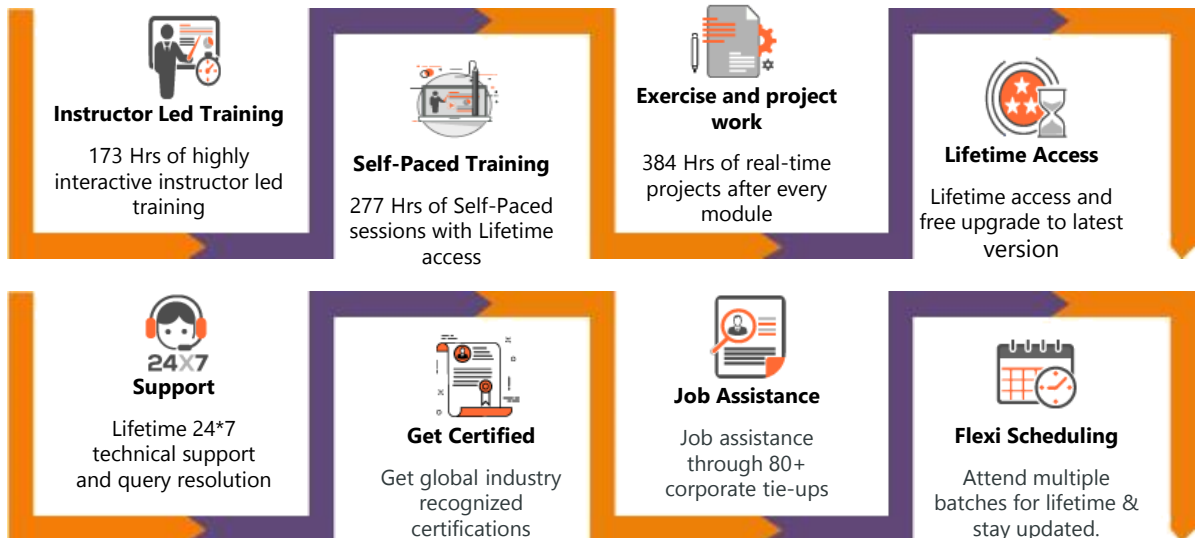 Instructor Led Training
173 Hrs of highly
interactive instructor led
training
Self-Paced Training
277 Hrs of Self-Paced
sessions with Lifetime
access
Exercise and project
work
384 Hrs of real-time
projects after every
module
Lifetime Access
Lifetime access and
free upgrade to latest
version
24X7
Support
Lifetime 24*7
technical support
and query resolution
Get Certified
Get global industry
recognized
certifications
Job Assistance
Job assistance
through 80+
corporate tie-ups
Flexi Scheduling
Attend multiple
batches for lifetime &
stay updated.